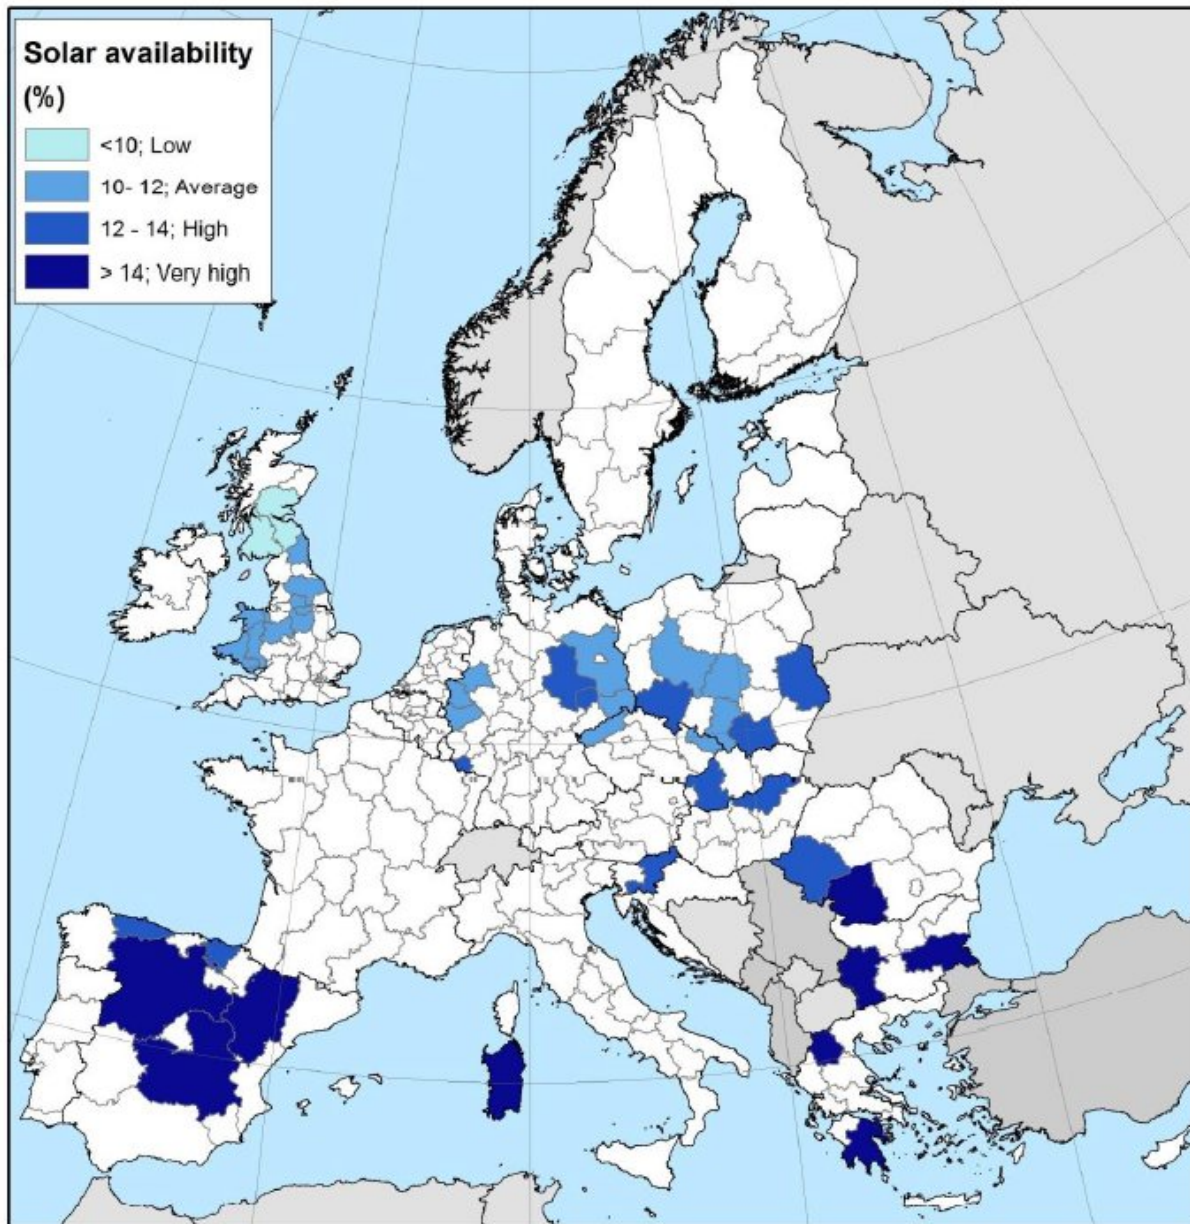 Solar availability
(%)
<10; Low
10- 12; Average
12 - 14; High
> 14; Very high